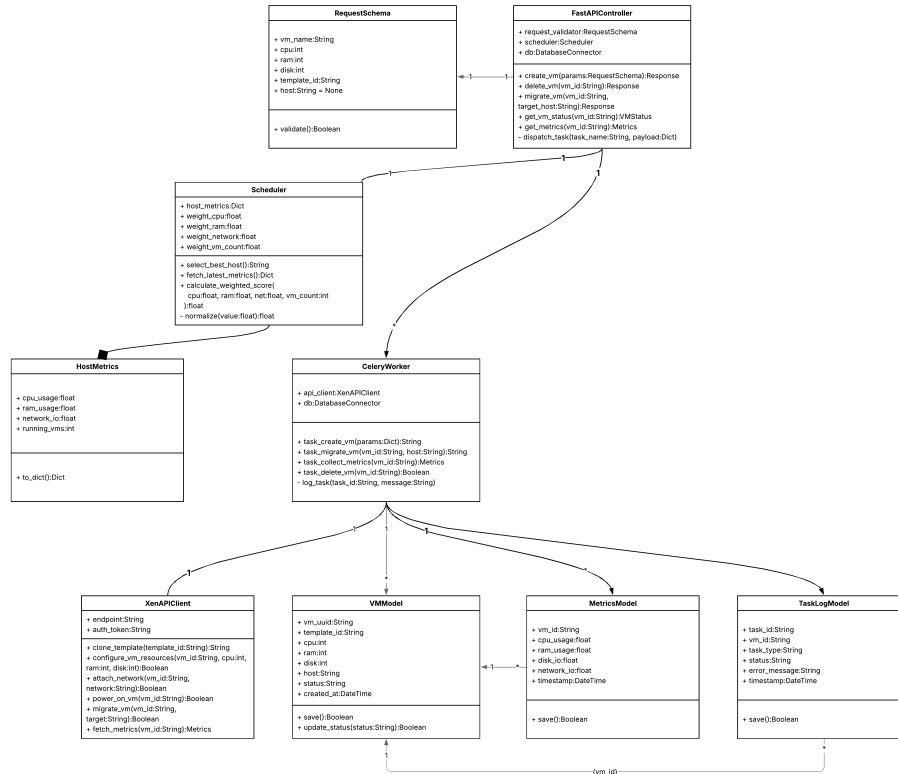 RequestSchema
+ vm_name:String
+ cpu:int
+ ram:int
+ disk:int
+ template_id:String
+ host:String = None
+ validate():Boolean
FastAPIController
+ request_validator:RequestSchema
+ scheduler:Scheduler
+ db:DatabaseConnector
+ create_vm(params:RequestSchema):Response
+ delete_vm(vm_id:String):Response
+ migrate_vm(vm_id:String,
target_host:String):Response
+ get_vm_status(vm_id:String):VMStatus
+ get_metrics(vm_id:String):Metrics
- dispatch_task(task_name:String, payload:Dict)
1
1
1
1
1
*
Scheduler
+ host_metrics:Dict
+ weight_cpu:float
+ weight_ram:float
+ weight_network:float
+ weight_vm_count:float
+ select_best_host():String
+ fetch_latest_metrics():Dict
+ calculate_weighted_score(
cpu:float, ram:float, net:float, vm_count:int
):float
- normalize(value:float):float
HostMetrics
+ cpu_usage:float
+ ram_usage:float
+ network_io:float
+ running_vms:int
+ to_dict():Dict
CeleryWorker
+ api_client:XenAPIClient
+ db:DatabaseConnector
+ task_create_vm(params:Dict):String
+ task_migrate_vm(vm_id:String, host:String):String
+ task_collect_metrics(vm_id:String):Metrics
+ task_delete_vm(vm_id:String):Boolean
- log_task(task_id:String, message:String)
1
1
1
1
*
*
XenAPIClient
+ endpoint:String
+ auth_token:String
+ clone_template(template_id:String):String
+ configure_vm_resources(vm_id:String, cpu:int,
ram:int, disk:int):Boolean
+ attach_network(vm_id:String,
network:String):Boolean
+ power_on_vm(vm_id:String):Boolean
+ migrate_vm(vm_id:String,
target:String):Boolean
+ fetch_metrics(vm_id:String):Metrics
VMModel
+ vm_uuid:String
+ template_id:String
+ cpu:int
+ ram:int
+ disk:int
+ host:String
+ status:String
+ created_at:DateTime
+ save():Boolean
+ update_status(status:String):Boolean
1
*
MetricsModel
+ vm_id:String
+ cpu_usage:float
+ ram_usage:float
+ disk_io:float
+ network_io:float
+ timestamp:DateTime
+ save():Boolean
TaskLogModel
+ task_id:String
+ vm_id:String
+ task_type:String
+ status:String
+ error_message:String
+ timestamp:DateTime
+ save():Boolean
1
*
(vm_id)